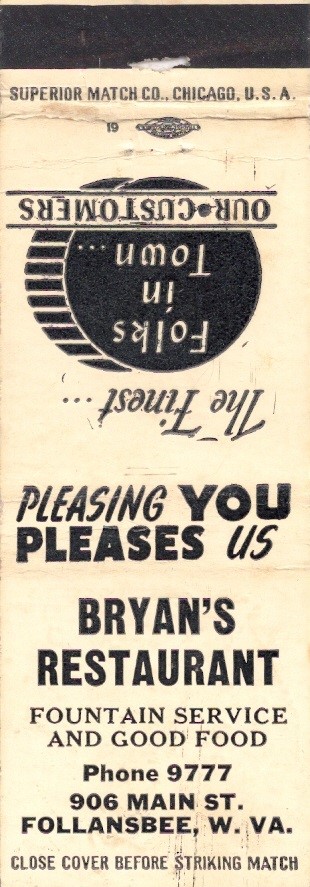 SUPERIOR MATCH CO., CHICAGO, U.S.A.
19
The Finest...
Folks
in
Town...
OUR•CUSTOMERS
PLEASING YOU
PLEASES US
BRYAN'S
RESTAURANT
FOUNTAIN SERVICE
AND GOOD FOOD
Phone 9777
906 MAIN ST.
FOLLANSBEE, W. VA.
CLOSE COVER BEFORE STRIKING MATCH